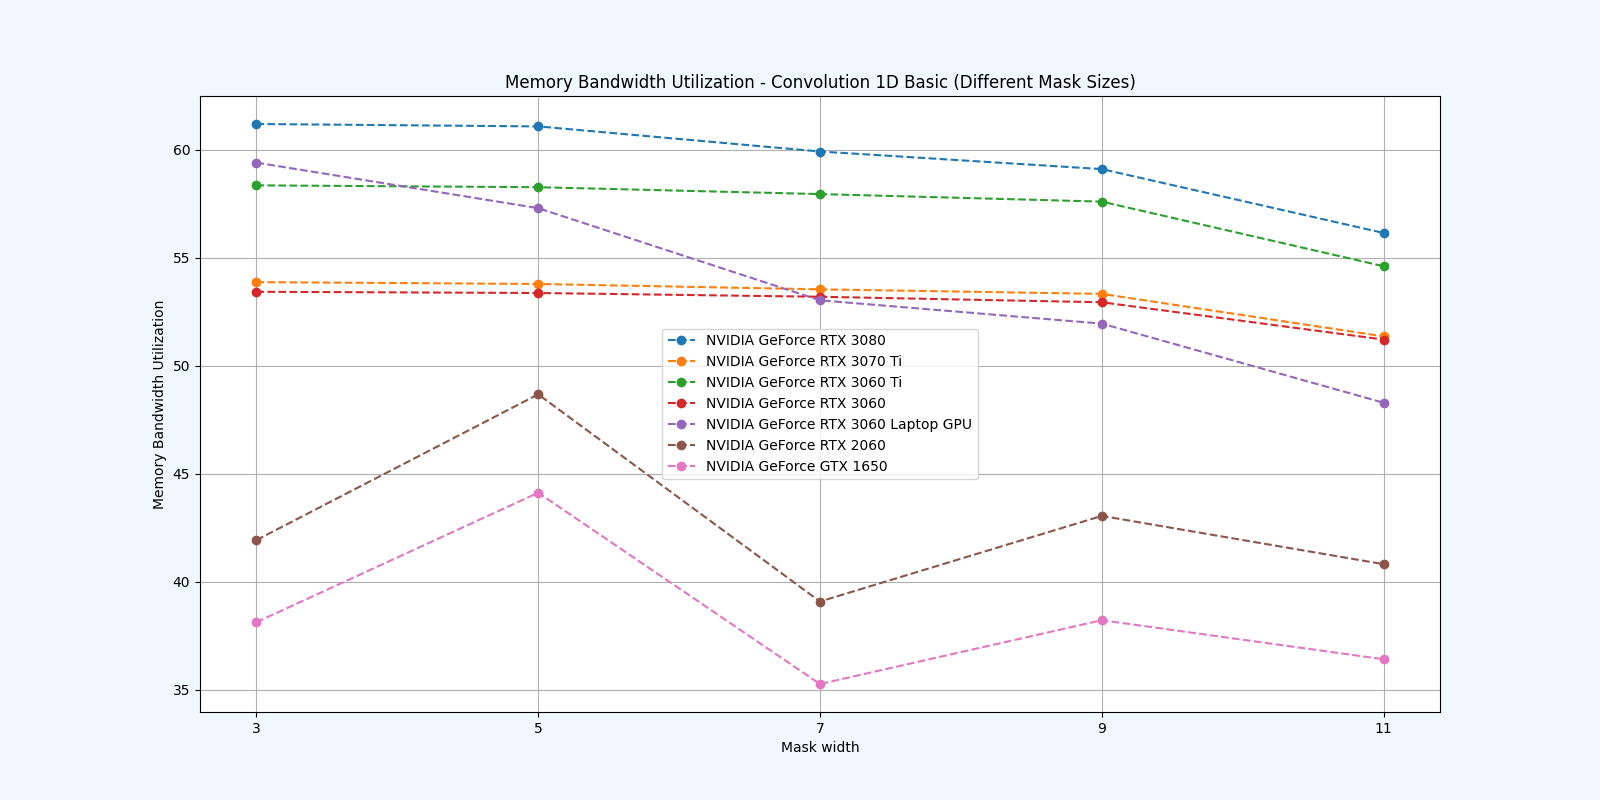 Memory Bandwidth Utilization - Convolution 1D Basic (Different Mask Sizes)
Memory Bandwidth Utilization
60
55
50
45
40
35
NVIDIA GeForce RTX 3080
NVIDIA GeForce RTX 3070 Ti
NVIDIA GeForce RTX 3060 Ti
NVIDIA GeForce RTX 3060
NVIDIA GeForce RTX 3060 Laptop GPU
NVIDIA GeForce RTX 2060
NVIDIA GeForce GTX 1650
3 5 7 9 11
Mask width